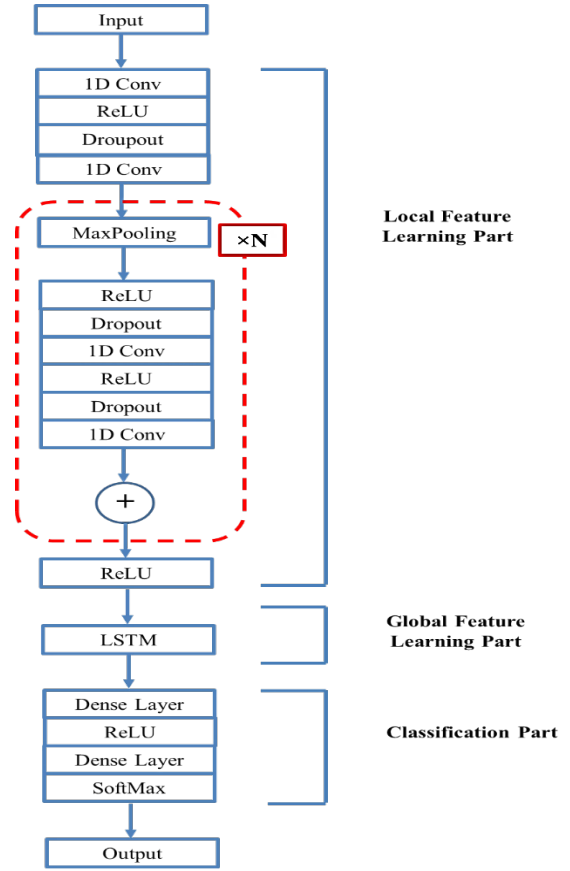 Input
1D Conv
ReLU
Droupout
1D Conv
MaxPooling
×N
ReLU
Dropout
1D Conv
ReLU
Dropout
1D Conv
+
ReLU
Local Feature
Learning Part
LSTM
Global Feature
Learning Part
Dense Layer
ReLU
Dense Layer
SoftMax
Classification Part
Output